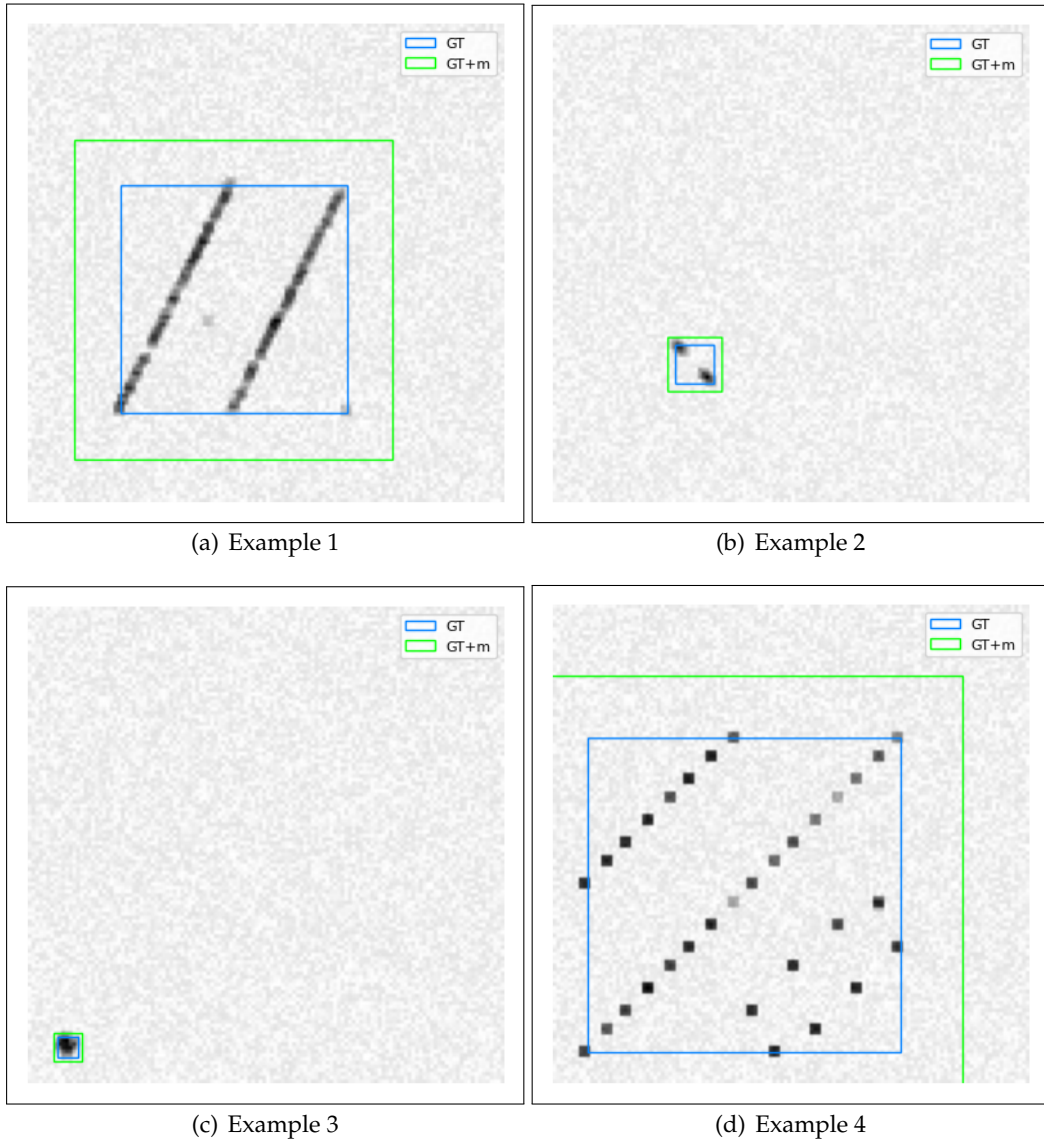 GT
GT+m
GT
GT+m
(a) Example 1
(b) Example 2
GT
GT+m
GT
GT+m
(c) Example 3
(d) Example 4